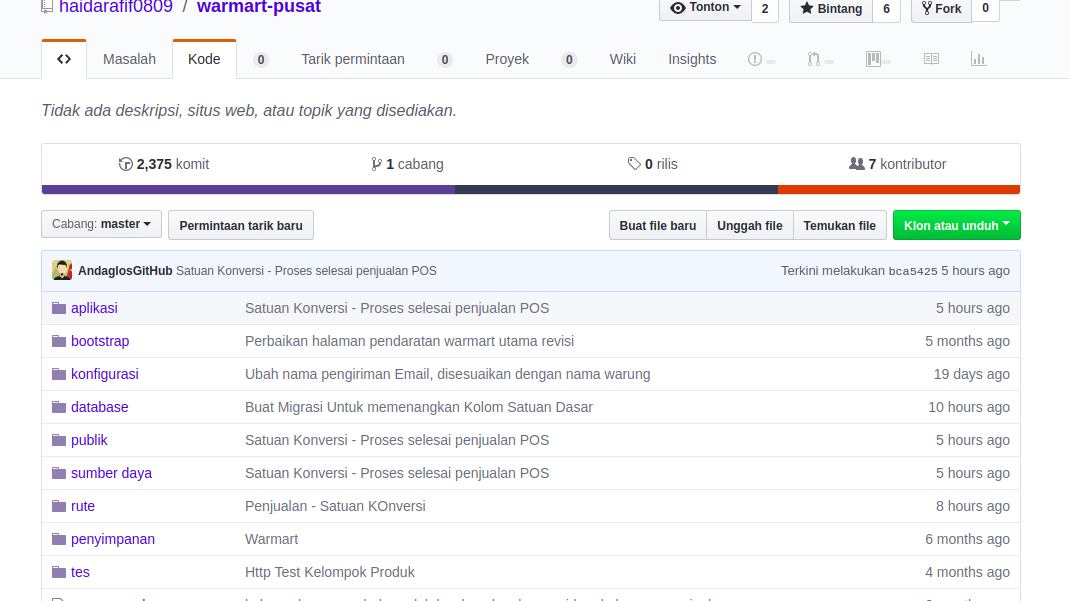 haidarafif0809 / warmart-pusat
Tonton 2 Bintang 6 Fork 0
<> Masalah Kode 0 Tarik permintaan 0 Proyek 0 Wiki Insights
Tidak ada deskripsi, situs web, atau topik yang disediakan.
2,375 komit 1 cabang 0 rilis 7 kontributor
Cabang: master Permintaan tarik baru Buat file baru Unggah file Temukan file Klon atau unduh
AndaglosGitHub Satuan Konversi - Proses selesai penjualan POS Terkini melakukan bca5425 5 hours ago
aplikasi Satuan Konversi - Proses selesai penjualan POS 5 hours ago
bootstrap Perbaikan halaman pendaratan warmart utama revisi 5 months ago
konfigurasi Ubah nama pengiriman Email, disesuaikan dengan nama warung 19 days ago
database Buat Migrasi Untuk memenangkan Kolom Satuan Dasar 10 hours ago
publik Satuan Konversi - Proses selesai penjualan POS 5 hours ago
sumber daya Satuan Konversi - Proses selesai penjualan POS 5 hours ago
rute Penjualan - Satuan KOnversi 8 hours ago
penyimpanan Warmart 6 months ago
tes Http Test Kelompok Produk 4 months ago